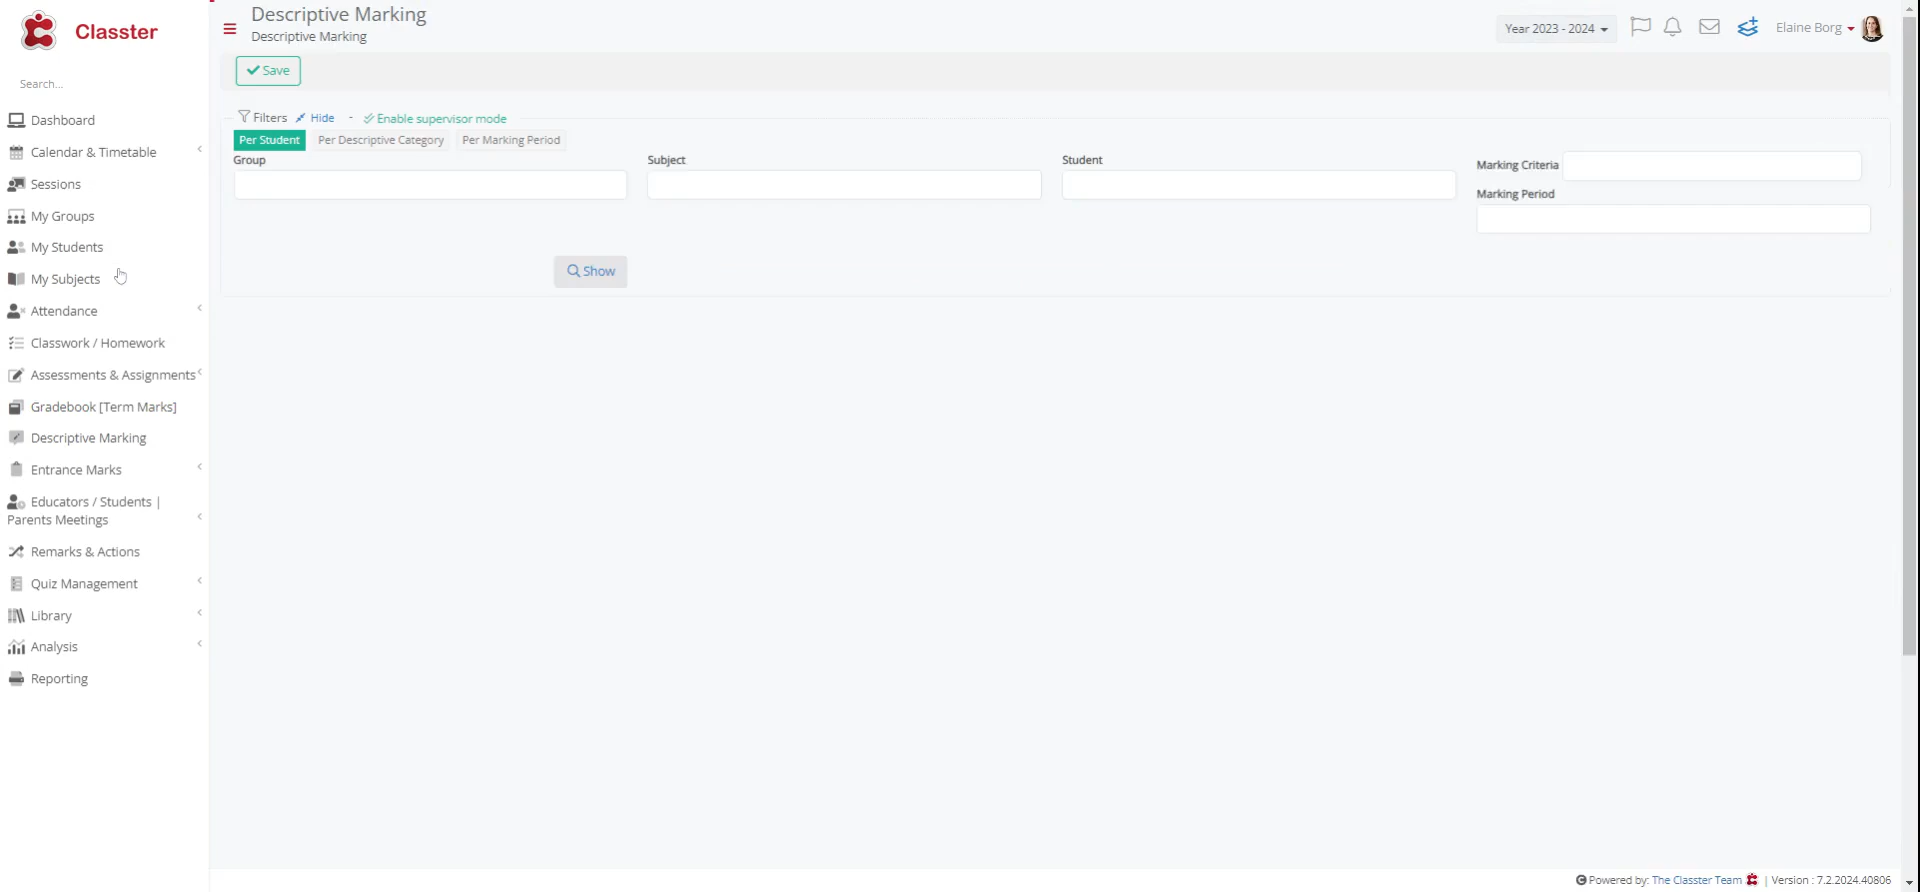 Classter
Search...
Dashboard
Calendar & Timetable
Sessions
My Groups
My Students
My Subjects
Attendance
Classwork / Homework
Assessments & Assignments
Gradebook [Term Marks]
Descriptive Marking
Entrance Marks
Educators / Students |
Parents Meetings
Remarks & Actions
Quiz Management
Library
Analysis
Reporting
Descriptive Marking
Descriptive Marking
Year 2023 - 2024
Elaine Borg
Save
Filters Hide - Enable supervisor mode
Per Student Per Descriptive Category Per Marking Period
Group Subject Student Marking Criteria
Marking Period
Show
Powered by: The Classter Team | Version : 7.2.2024.40806